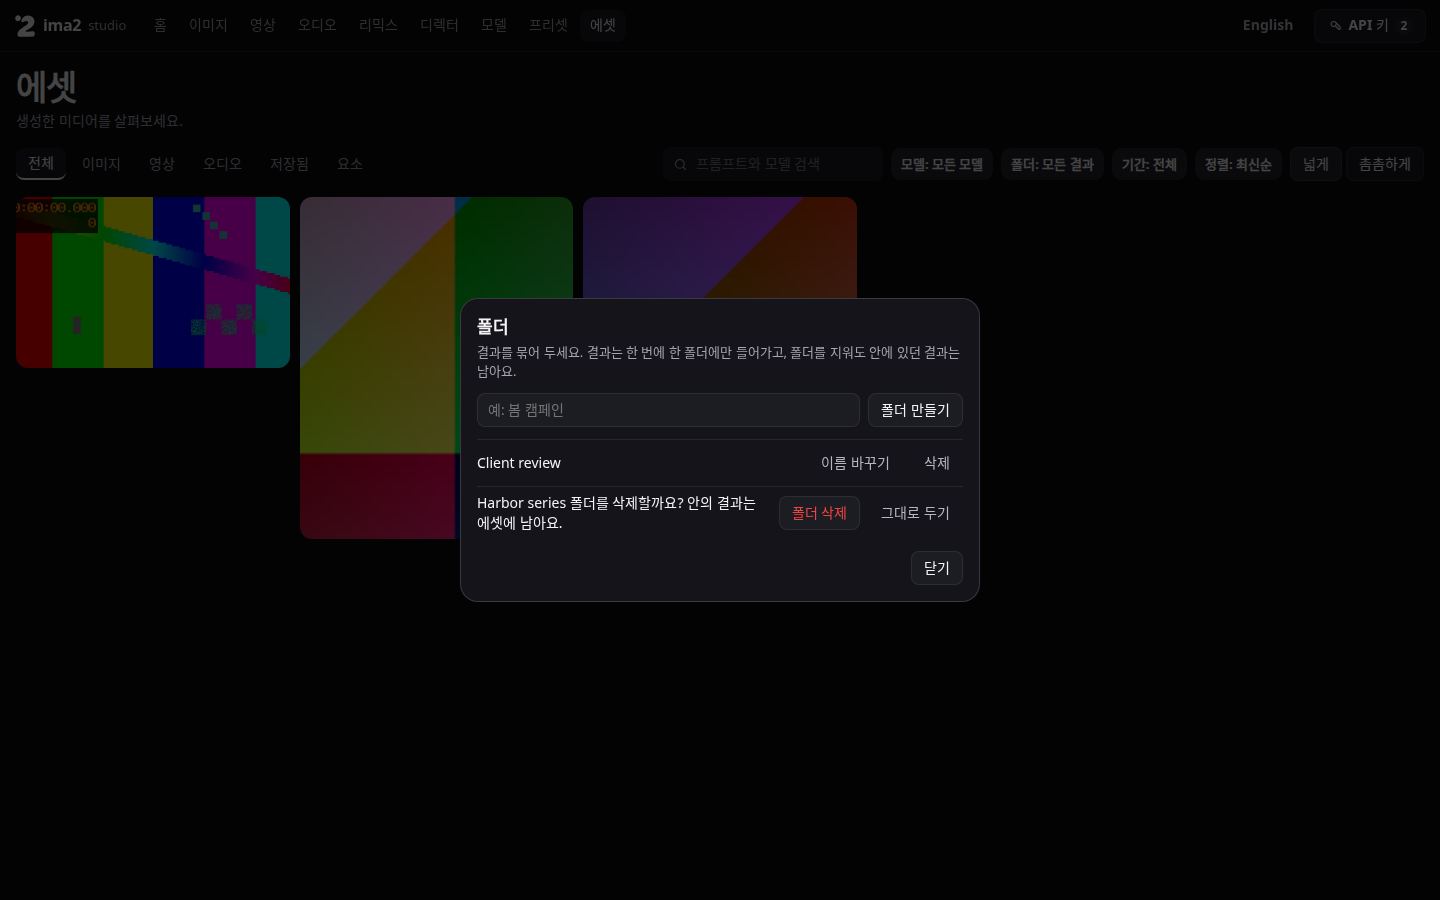 ima2 studio 홈 이미지 영상 오디오 리믹스 디렉터 모델 프리셋 에셋 English API 키 2
에셋
생성한 미디어를 살펴보세요.
전체 이미지 영상 오디오 저장됨 요소 프롬프트와 모델 검색 모델: 모든 모델 폴더: 모든 결과 기간: 전체 정렬: 최신순 넓게 촘촘하게
:00:00.000
0
폴더
결과를 묶어 두세요. 결과는 한 번에 한 폴더에만 들어가고, 폴더를 지워도 안에 있던 결과는
남아요.
예: 봄 캠페인 폴더 만들기
Client review 이름 바꾸기 삭제
Harbor series 폴더를 삭제할까요? 안의 결과는
에셋에 남아요.
폴더 삭제 그대로 두기
닫기